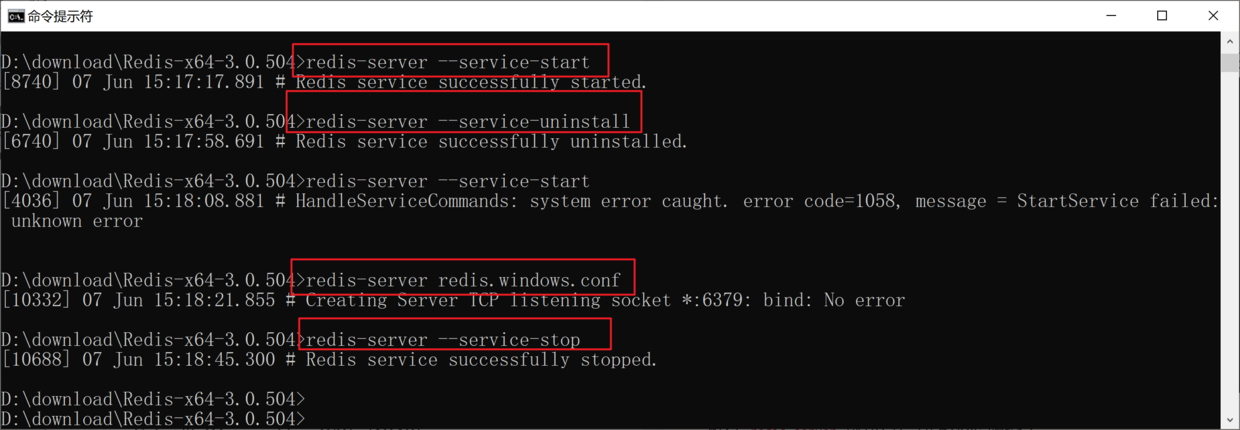 命令提示符
D:\download\Redis-x64-3.0.504>redis-server --service-start
[8740] 07 Jun 15:17:17.891 # Redis service successfully started.
D:\download\Redis-x64-3.0.504>redis-server --service-uninstall
[6740] 07 Jun 15:17:58.691 # Redis service successfully uninstalled.
D:\download\Redis-x64-3.0.504>redis-server --service-start
[4036] 07 Jun 15:18:08.881 # HandleServiceCommands: system error caught. error code=1058, message = StartService failed:
unknown error
D:\download\Redis-x64-3.0.504>redis-server redis.windows.conf
[10332] 07 Jun 15:18:21.855 # Creating Server TCP listening socket *:6379: bind: No error
D:\download\Redis-x64-3.0.504>redis-server --service-stop
[10688] 07 Jun 15:18:45.300 # Redis service successfully stopped.
D:\download\Redis-x64-3.0.504>
D:\download\Redis-x64-3.0.504>